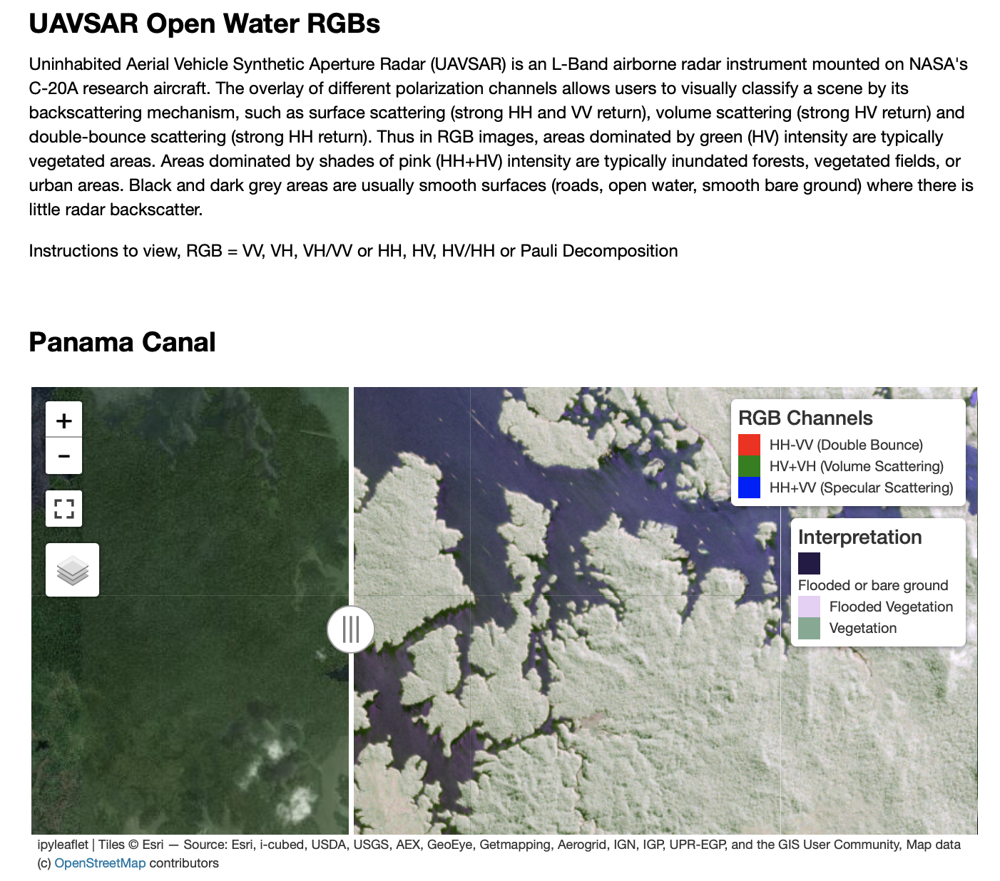 UAVSAR Open Water RGBs
Uninhabited Aerial Vehicle Synthetic Aperture Radar (UAVSAR) is an L-Band airborne radar instrument mounted on NASA's
C-20A research aircraft. The overlay of different polarization channels allows users to visually classify a scene by its
backscattering mechanism, such as surface scattering (strong HH and VV return), volume scattering (strong HV return) and
double-bounce scattering (strong HH return). Thus in RGB images, areas dominated by green (HV) intensity are typically
vegetated areas. Areas dominated by shades of pink (HH+HV) intensity are typically inundated forests, vegetated fields, or
urban areas. Black and dark grey areas are usually smooth surfaces (roads, open water, smooth bare ground) where there is
little radar backscatter.
Instructions to view, RGB = VV, VH, VH/VV or HH, HV, HV/HH or Pauli Decomposition
Panama Canal
+
−
RGB Channels
HH-VV (Double Bounce)
HV+VH (Volume Scattering)
HH+VV (Specular Scattering)
Interpretation
Flooded or bare ground
Flooded Vegetation
Vegetation
ipyleaflet | Tiles © Esri — Source: Esri, i-cubed, USDA, USGS, AEX, GeoEye, Getmapping, Aerogrid, IGN, IGP, UPR-EGP, and the GIS User Community, Map data
(c) OpenStreetMap contributors